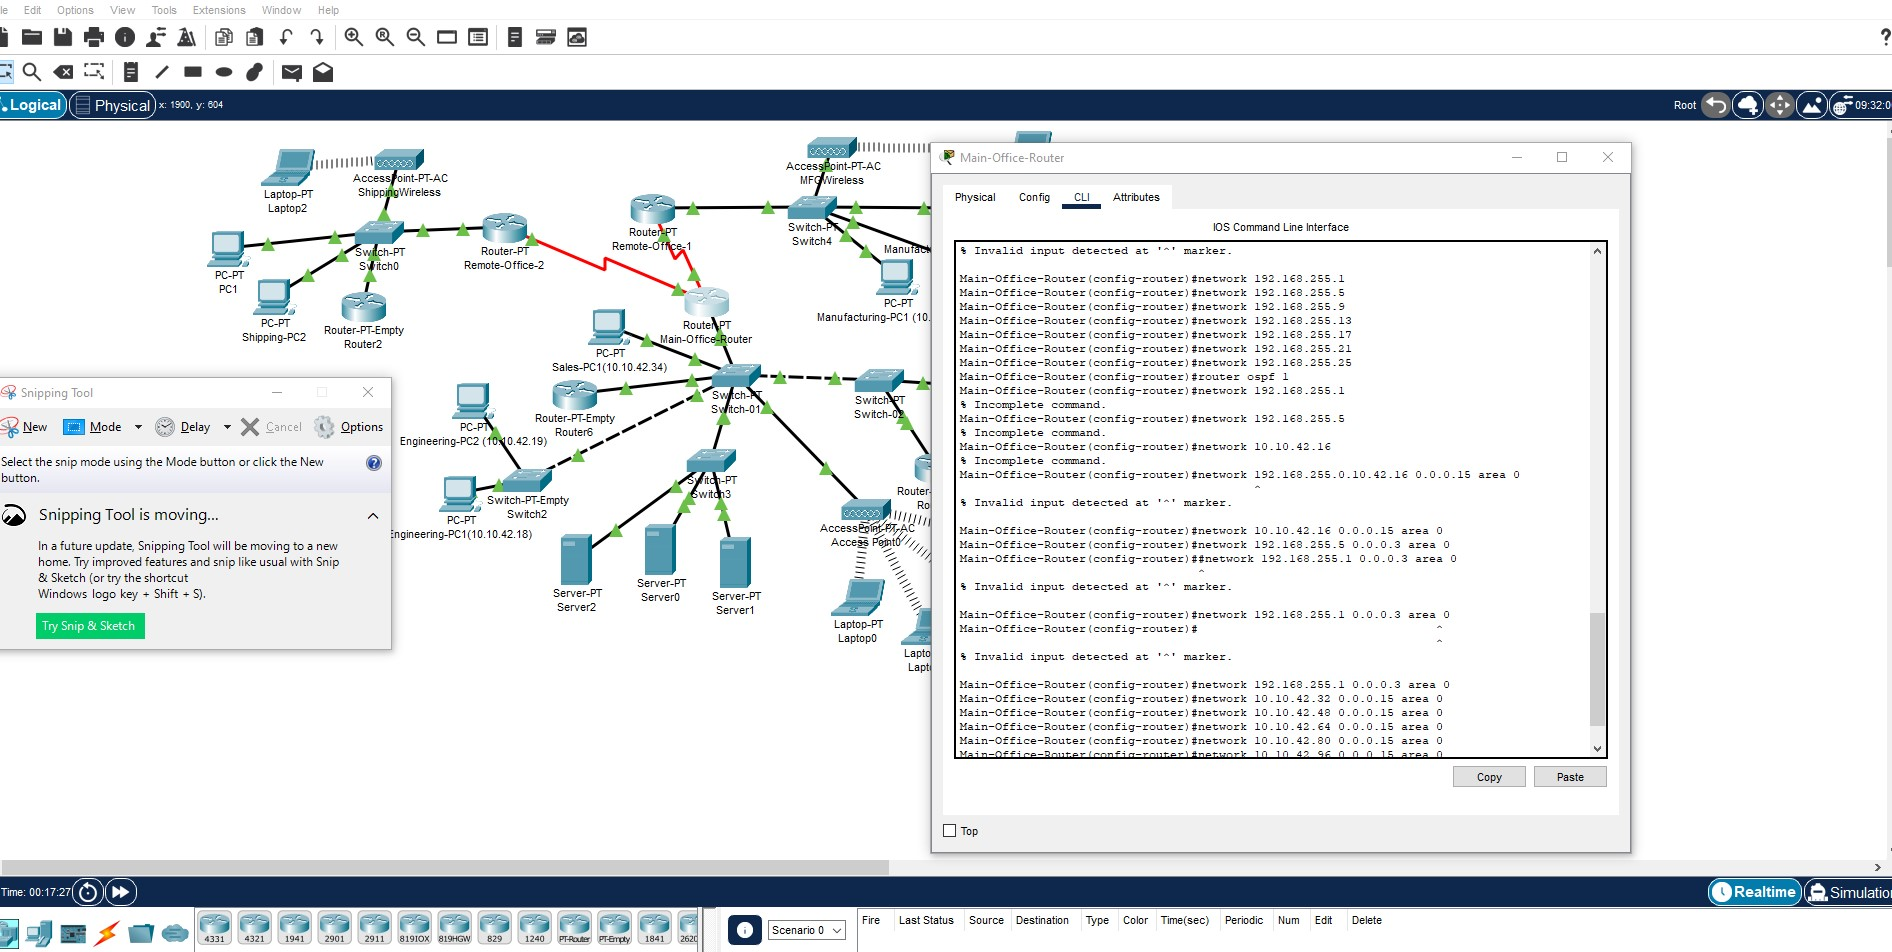 le Edit Options View Tools Extensions Window Help
?
Logical Physical x: 1900, y: 604 Root 09:32:0
AccessPoint-PT-AC
ShippingWireless
Laptop-PT
Laptop2
Switch-PT
Switch0
PC-PT
PC1
PC-PT
Shipping-PC2
Router-PT-Empty
Router2
Router-PT
Remote-Office-2
Router-PT
Remote-Office-1
AccessPoint-PT-AC
MFGWireless
Switch-PT
Switch4
Manufac
PC-PT
Manufacturing-PC1 (10.
Router-PT
Main-Office-Router
PC-PT
Sales-PC1(10.10.42.34)
Switch-PT
Switch-01
Switch-PT
Switch-02
Router-PT-Empty
Router6
PC-PT
Engineering-PC2 (10.10.42.19)
Switch-PT-Empty
Switch2
PC-PT
Engineering-PC1(10.10.42.18)
Switch-PT
Switch3
Server-PT
Server2
Server-PT
Server0
Server-PT
Server1
Router-
Ro
AccessPoint-PT-AC
Access Point0
Laptop-PT
Laptop0
Lapto
Lapt
Snipping Tool
New Mode Delay Cancel Options
Select the snip mode using the Mode button or click the New
button.
?
Snipping Tool is moving...
In a future update, Snipping Tool will be moving to a new
home. Try improved features and snip like usual with Snip
& Sketch (or try the shortcut
Windows logo key + Shift + S).
Try Snip & Sketch
Main-Office-Router
Physical Config CLI Attributes
IOS Command Line Interface
% Invalid input detected at '^' marker.
Main-Office-Router(config-router)#network 192.168.255.1
Main-Office-Router(config-router)#network 192.168.255.5
Main-Office-Router(config-router)#network 192.168.255.9
Main-Office-Router(config-router)#network 192.168.255.13
Main-Office-Router(config-router)#network 192.168.255.17
Main-Office-Router(config-router)#network 192.168.255.21
Main-Office-Router(config-router)#network 192.168.255.25
Main-Office-Router(config-router)#router ospf 1
Main-Office-Router(config-router)#network 192.168.255.1
% Incomplete command.
Main-Office-Router(config-router)#network 192.168.255.5
% Incomplete command.
Main-Office-Router(config-router)#network 10.10.42.16
% Incomplete command.
Main-Office-Router(config-router)#network 192.168.255.0.10.42.16 0.0.0.15 area 0
^
% Invalid input detected at '^' marker.
Main-Office-Router(config-router)#network 10.10.42.16 0.0.0.15 area 0
Main-Office-Router(config-router)#network 192.168.255.5 0.0.0.3 area 0
Main-Office-Router(config-router)##network 192.168.255.1 0.0.0.3 area 0
^
% Invalid input detected at '^' marker.
Main-Office-Router(config-router)#network 192.168.255.1 0.0.0.3 area 0
Main-Office-Router(config-router)# ^
^
% Invalid input detected at '^' marker.
Main-Office-Router(config-router)#network 192.168.255.1 0.0.0.3 area 0
Main-Office-Router(config-router)#network 10.10.42.32 0.0.0.15 area 0
Main-Office-Router(config-router)#network 10.10.42.48 0.0.0.15 area 0
Main-Office-Router(config-router)#network 10.10.42.64 0.0.0.15 area 0
Main-Office-Router(config-router)#network 10.10.42.80 0.0.0.15 area 0
Main-Office-Router(config-router)#network 10.10.42.96 0.0.0.15 area 0
Copy Paste
Top
Time: 00:17:27 Realtime Simulation
4331 4321 1941 2901 2911 819IOX 819HGW 829 1240 PT-Router PT-Empty 1841 2620
Scenario 0
Fire Last Status Source Destination Type Color Time(sec) Periodic Num Edit Delete